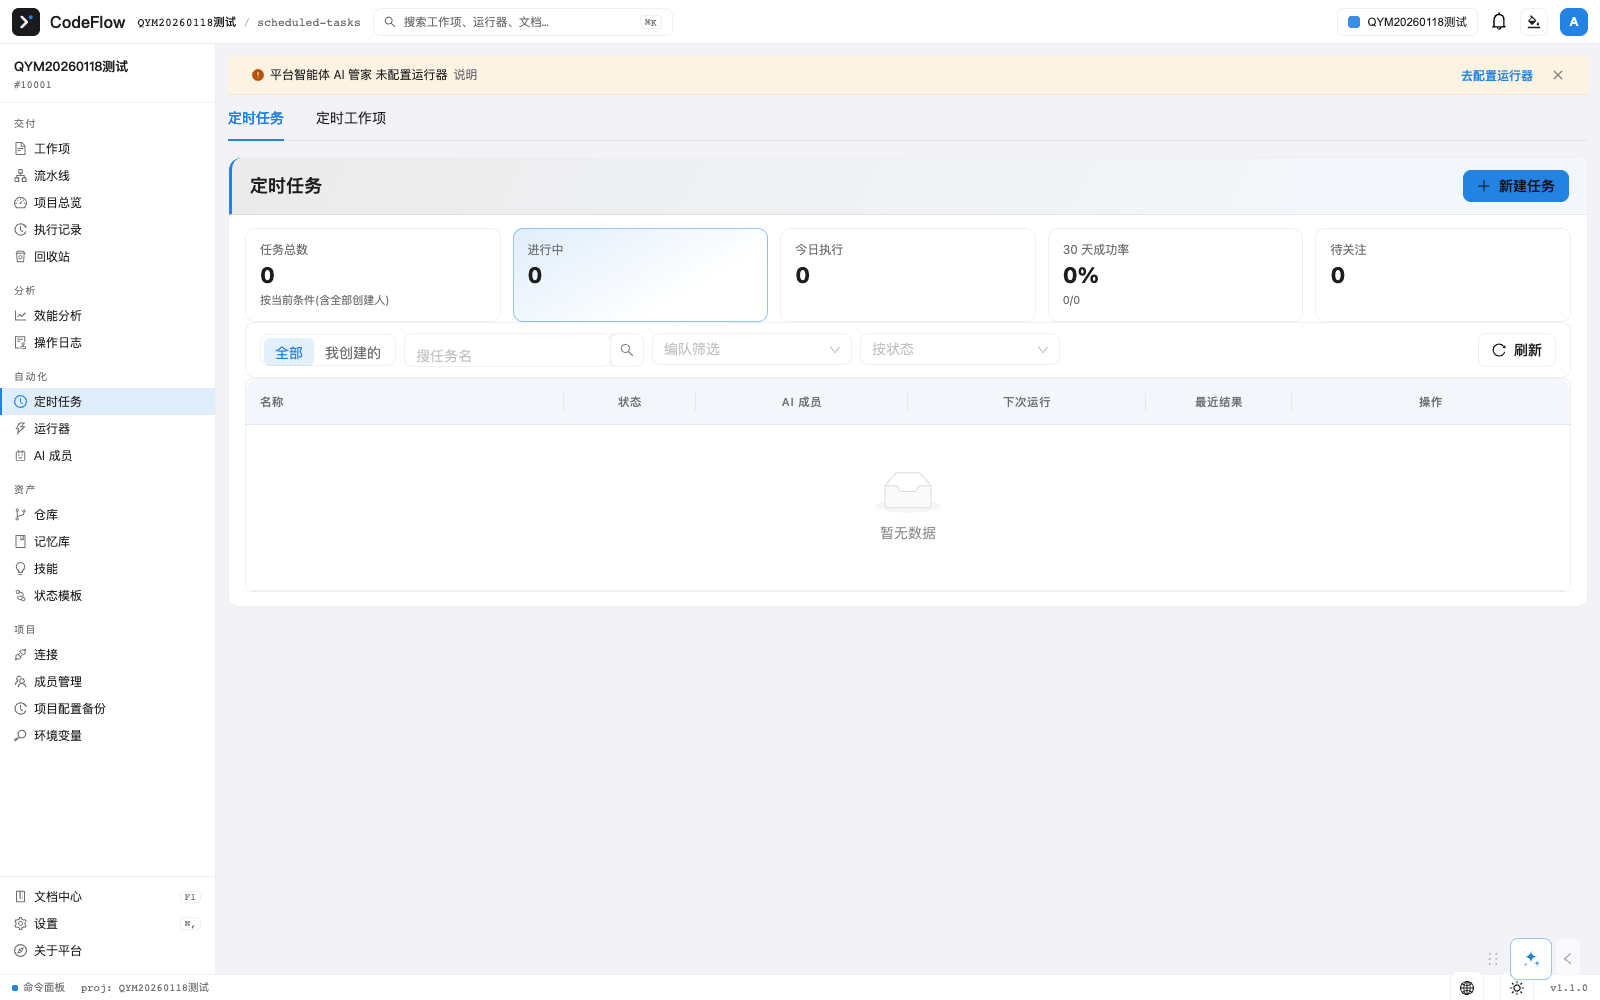 CodeFlow QYM20260118测试 / scheduled-tasks 搜索工作项、运行器、文档... ⌘K QYM20260118测试 A
QYM20260118测试
#10001
交付
工作项
流水线
项目总览
执行记录
回收站
分析
效能分析
操作日志
自动化
定时任务
运行器
AI 成员
资产
仓库
记忆库
技能
状态模板
项目
连接
成员管理
项目配置备份
环境变量
文档中心 F1
设置 ⌘,
关于平台
平台智能体 AI 管家 未配置运行器 说明 去配置运行器
定时任务 定时工作项
定时任务 新建任务
任务总数 进行中 今日执行 30 天成功率 待关注
0 0 0 0% 0
按当前条件(含全部创建人) 0/0
全部 我创建的 搜任务名 编队筛选 按状态 刷新
名称 状态 AI 成员 下次运行 最近结果 操作
暂无数据
命令面板 proj: QYM20260118测试 v1.1.0